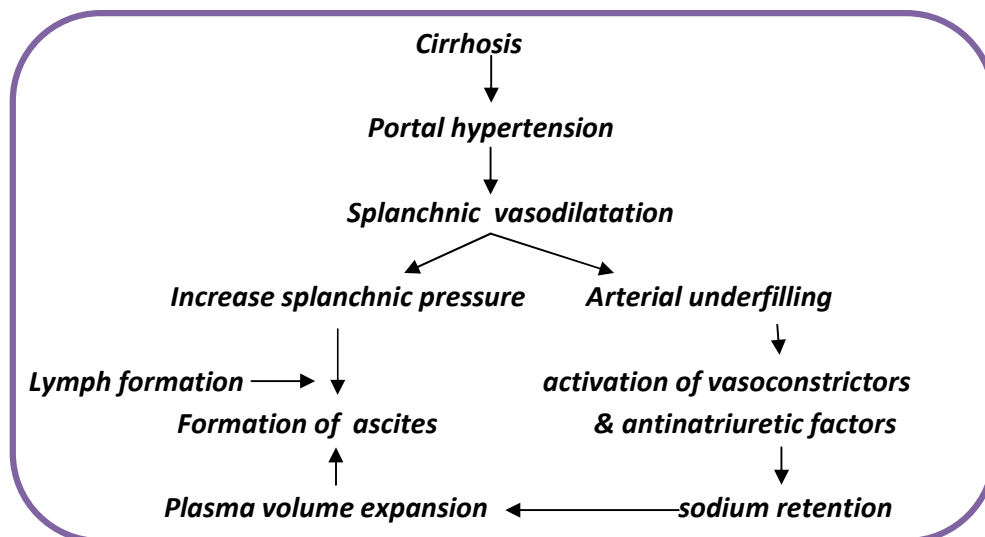 Cirrhosis
Portal hypertension
Splanchnic vasodilatation
Increase splanchnic pressure
Arterial underfilling
Lymph formation
activation of vasoconstrictors
Formation of ascites
& antinatriuretic factors
Plasma volume expansion
sodium retention